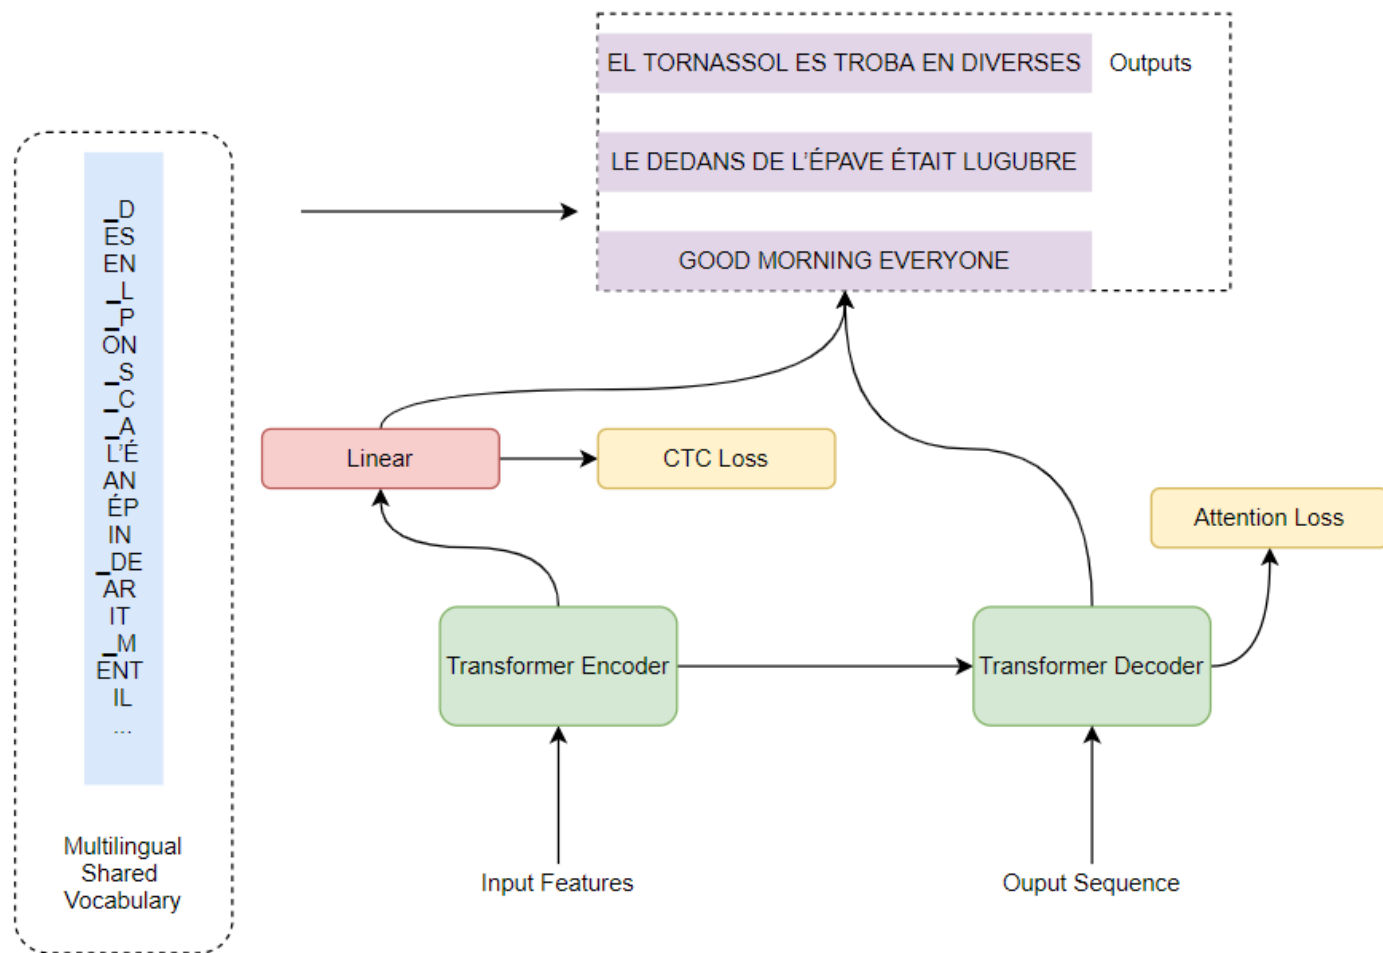 EL TORNASSOL ES TROBA EN DIVERSES
Outputs
LE DEDANS DE L'ÉPAVE ÉTAIT LUGUBRE
GOOD MORNING EVERYONE
_D
ES
EN
_L
_P
ON
_S
_C
_A
L'É
AN
ÉP
IN
_DE
AR
IT
_M
ENT
IL
...
Multilingual
Shared
Vocabulary
Linear
CTC Loss
Attention Loss
Transformer Encoder
Transformer Decoder
Input Features
Ouput Sequence